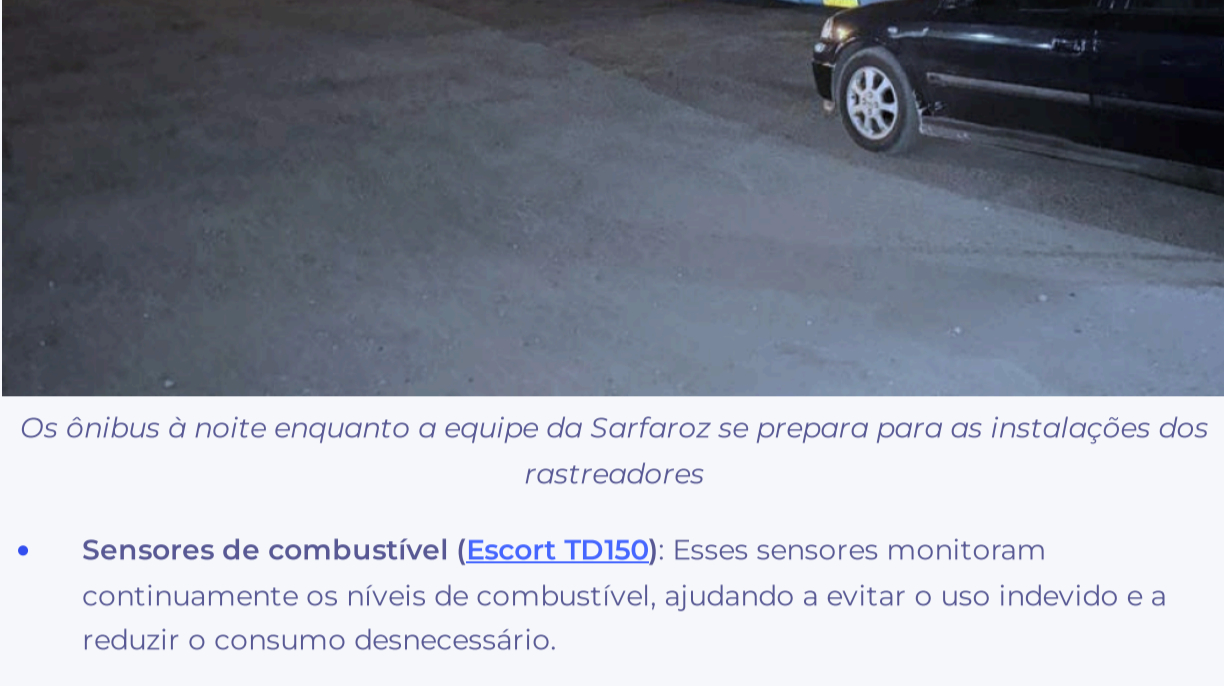 Os ônibus à noite enquanto a equipe da Sarfaroz se prepara para as instalações dos
rastreadores
• Sensores de combustível (Escort TD150): Esses sensores monitoram
continuamente os níveis de combustível, ajudando a evitar o uso indevido e a
reduzir o consumo desnecessário.